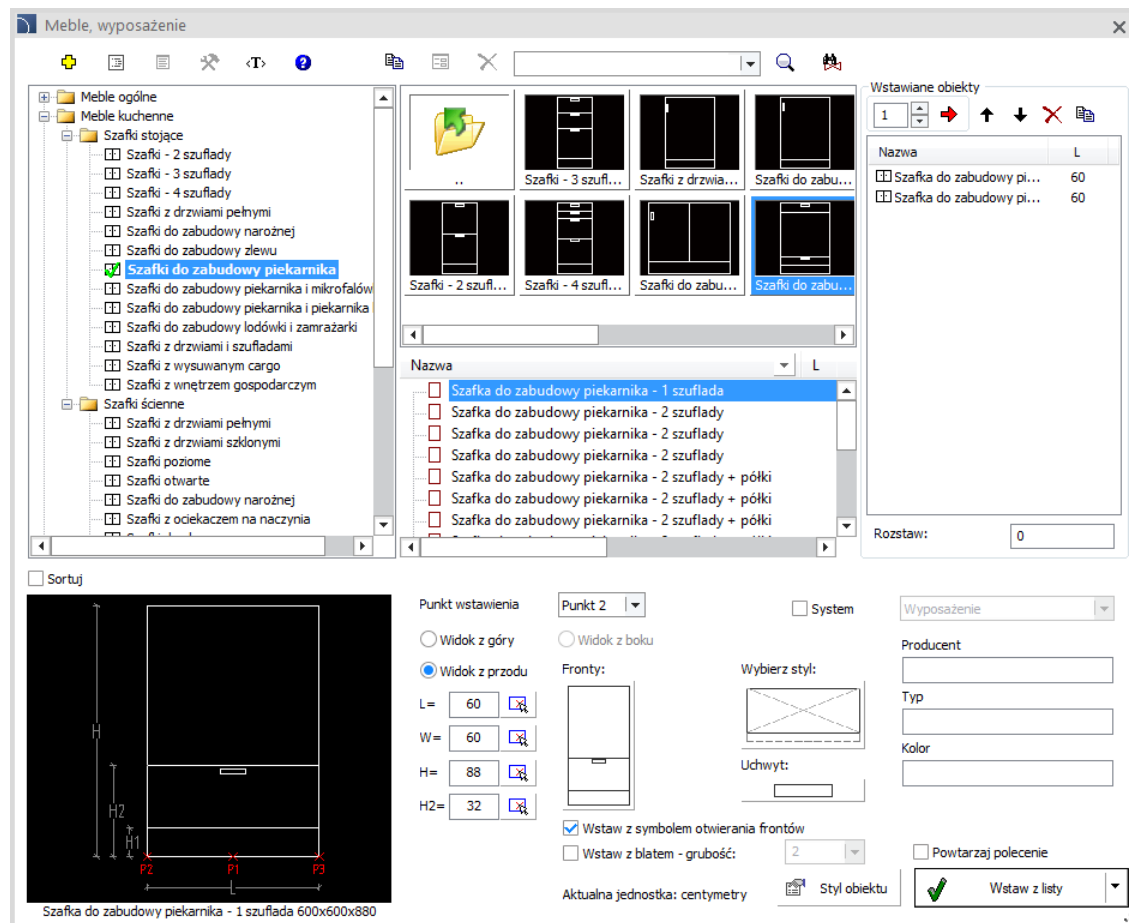 Meble, wyposażenie
<T>
Meble ogólne
Meble kuchenne
Szafki stojące
Szafki - 2 szuflady
Szafki - 3 szuflady
Szafki - 4 szuflady
Szafki z drzwiami pełnymi
Szafki do zabudowy narożnej
Szafki do zabudowy zlewu
Szafki do zabudowy piekarnika
Szafki do zabudowy piekarnika i mikrofalów
Szafki do zabudowy piekarnika i piekarnika
Szafki do zabudowy lodówki i zamrażarki
Szafki z drzwiami i szufladami
Szafki z wysuwanym cargo
Szafki z wnętrzem gospodarczym
Szafki ścienne
Szafki z drzwiami pełnymi
Szafki z drzwiami szklonymi
Szafki poziome
Szafki otwarte
Szafki do zabudowy narożnej
Szafki z ociekaczem na naczynia
Sortuj
..
Szafki - 3 szufl...
Szafki z drzwia...
Szafki do zabu...
Szafki - 2 szufl...
Szafki - 4 szufl...
Szafki do zabu...
Szafki do zabu...
Nazwa L
Szafka do zabudowy piekarnika - 1 szuflada
Szafka do zabudowy piekarnika - 2 szuflady
Szafka do zabudowy piekarnika - 2 szuflady
Szafka do zabudowy piekarnika - 2 szuflady
Szafka do zabudowy piekarnika - 2 szuflady + półki
Szafka do zabudowy piekarnika - 2 szuflady + półki
Szafka do zabudowy piekarnika - 2 szuflady + półki
Wstawiane obiekty
1
Nazwa L
Szafka do zabudowy pi... 60
Szafka do zabudowy pi... 60
Rozstaw: 0
H
H2
H1
P2 P1 P3
L
Szafka do zabudowy piekarnika - 1 szuflada 600x600x880
Punkt wstawienia Punkt 2
Widok z góry Widok z boku
Widok z przodu Fronty:
L= 60
W= 60
H= 88
H2= 32
Wybierz styl:
Uchwyt:
Wstaw z symbolem otwierania frontów
Wstaw z blatem - grubość: 2
Aktualna jednostka: centymetry Styl obiektu
System Wyposażenie
Producent
Typ
Kolor
Powtarzaj polecenie
Wstaw z listy